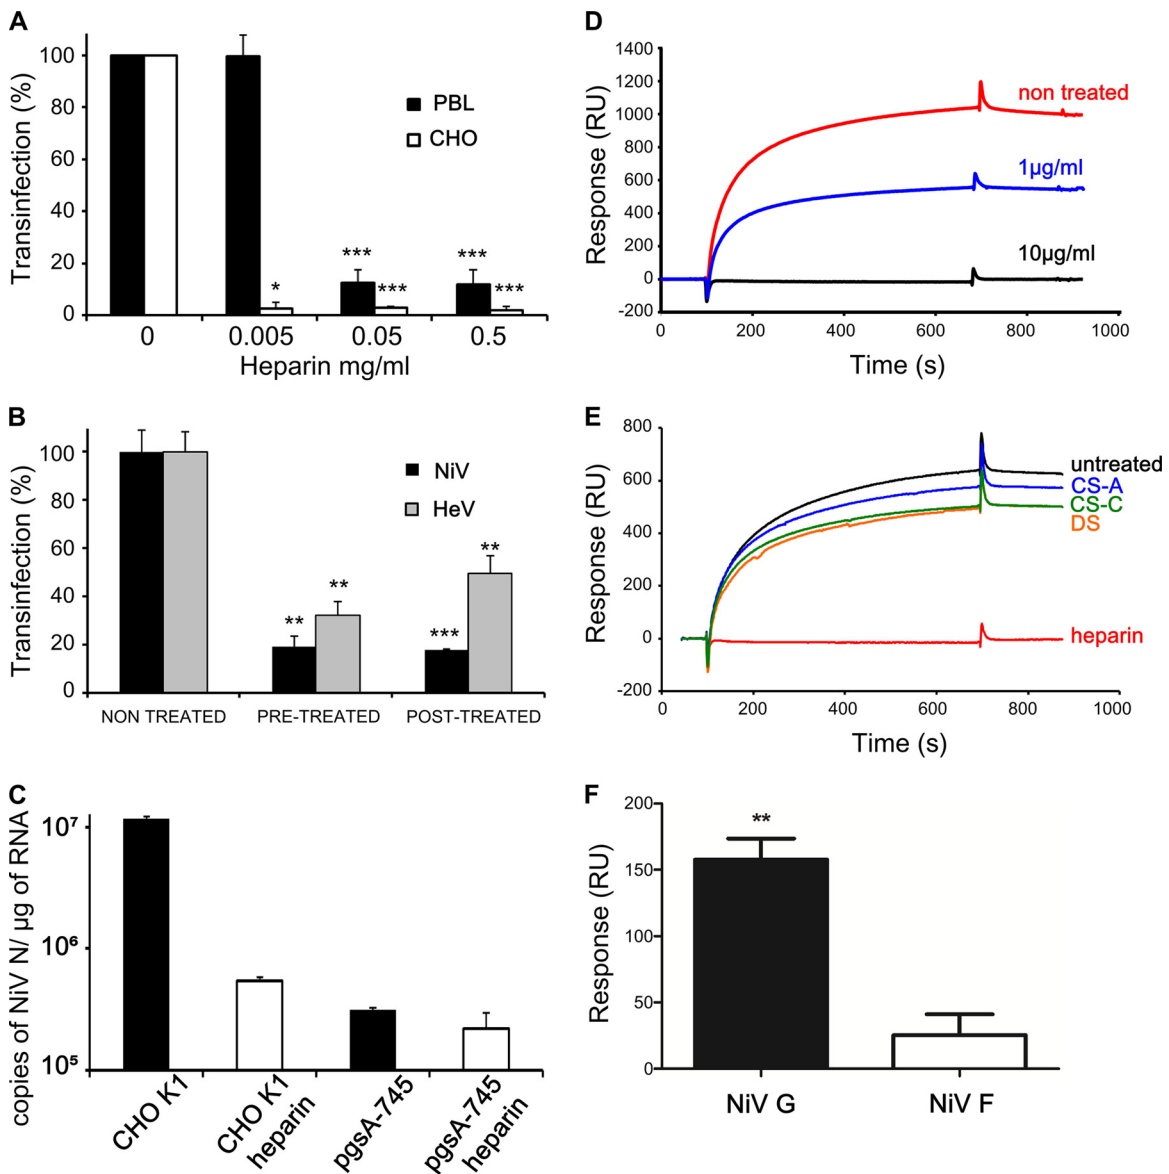 A
Transinfection (%)
100
80
60
40
20
0
PBL
CHO
*
***
***
***
***
0
0.005
0.05
0.5
Heparin mg/ml
B
Transinfection (%)
100
80
60
40
20
0
NiV
HeV
**
**
***
**
NON TREATED
PRE-TREATED
POST-TREATED
C
copies of NiV N/ µg of RNA
10⁷
10⁶
10⁵
CHO K1
CHO K1
heparin
pgsA-745
pgsA-745
heparin
D
Response (RU)
1400
1200
1000
800
600
400
200
0
-200
non treated
1µg/ml
10µg/ml
0
200
400
600
800
1000
Time (s)
E
Response (RU)
800
600
400
200
0
-200
untreated
CS-A
CS-C
DS
heparin
0
200
400
600
800
1000
Time (s)
F
Response (RU)
200
150
100
50
0
**
NiV G
NiV F